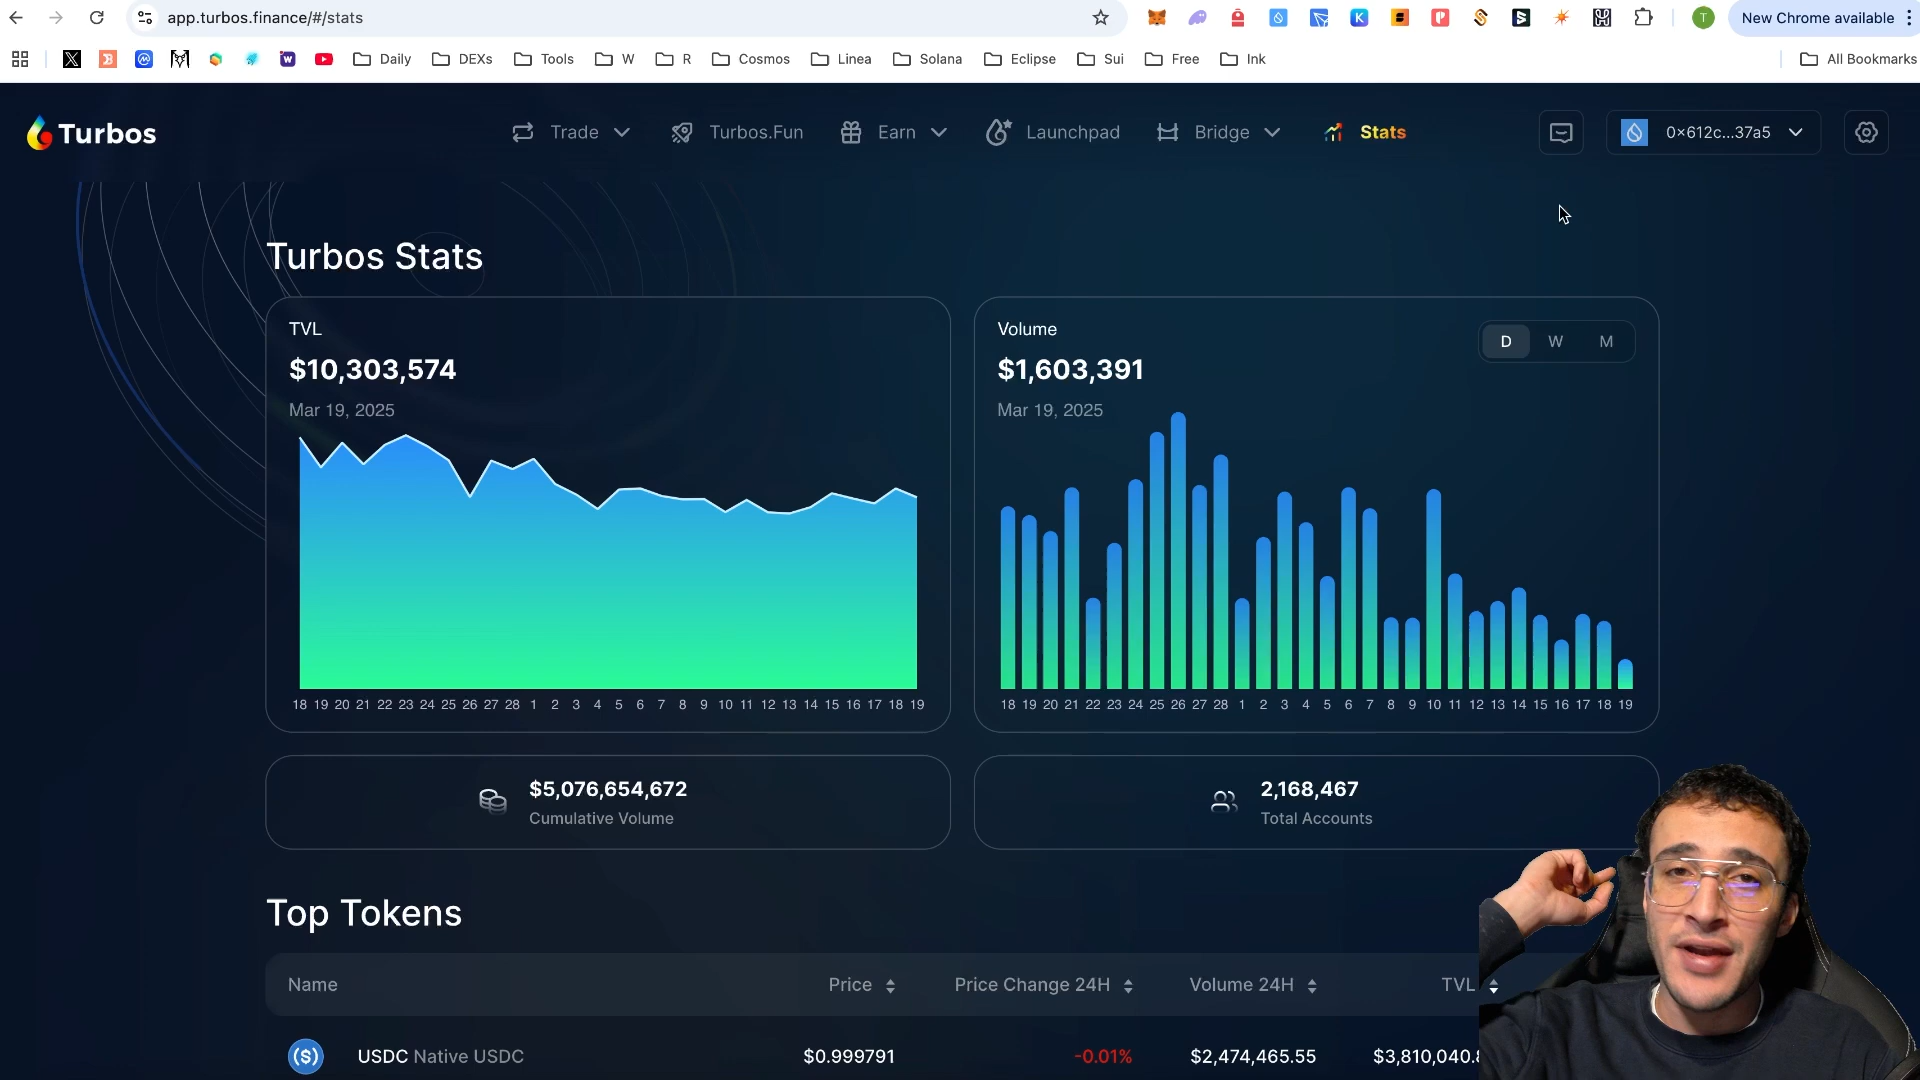 app.turbos.finance/#/stats
New Chrome available
Daily DEXs Tools W R Cosmos Linea Solana Eclipse Sui Free Ink All Bookmarks
Turbos Trade Turbos.Fun Earn Launchpad Bridge Stats 0×612c...37a5
Turbos Stats
TVL
$10,303,574
Mar 19, 2025
18 19 20 21 22 23 24 25 26 27 28 1 2 3 4 5 6 7 8 9 10 11 12 13 14 15 16 17 18 19
Volume
D W M
$1,603,391
Mar 19, 2025
18 19 20 21 22 23 24 25 26 27 28 1 2 3 4 5 6 7 8 9 10 11 12 13 14 15 16 17 18 19
$5,076,654,672
Cumulative Volume
2,168,467
Total Accounts
Top Tokens
Name Price Price Change 24H Volume 24H TVL
USDC Native USDC $0.999791 -0.01% $2,474,465.55 $3,810,040.8